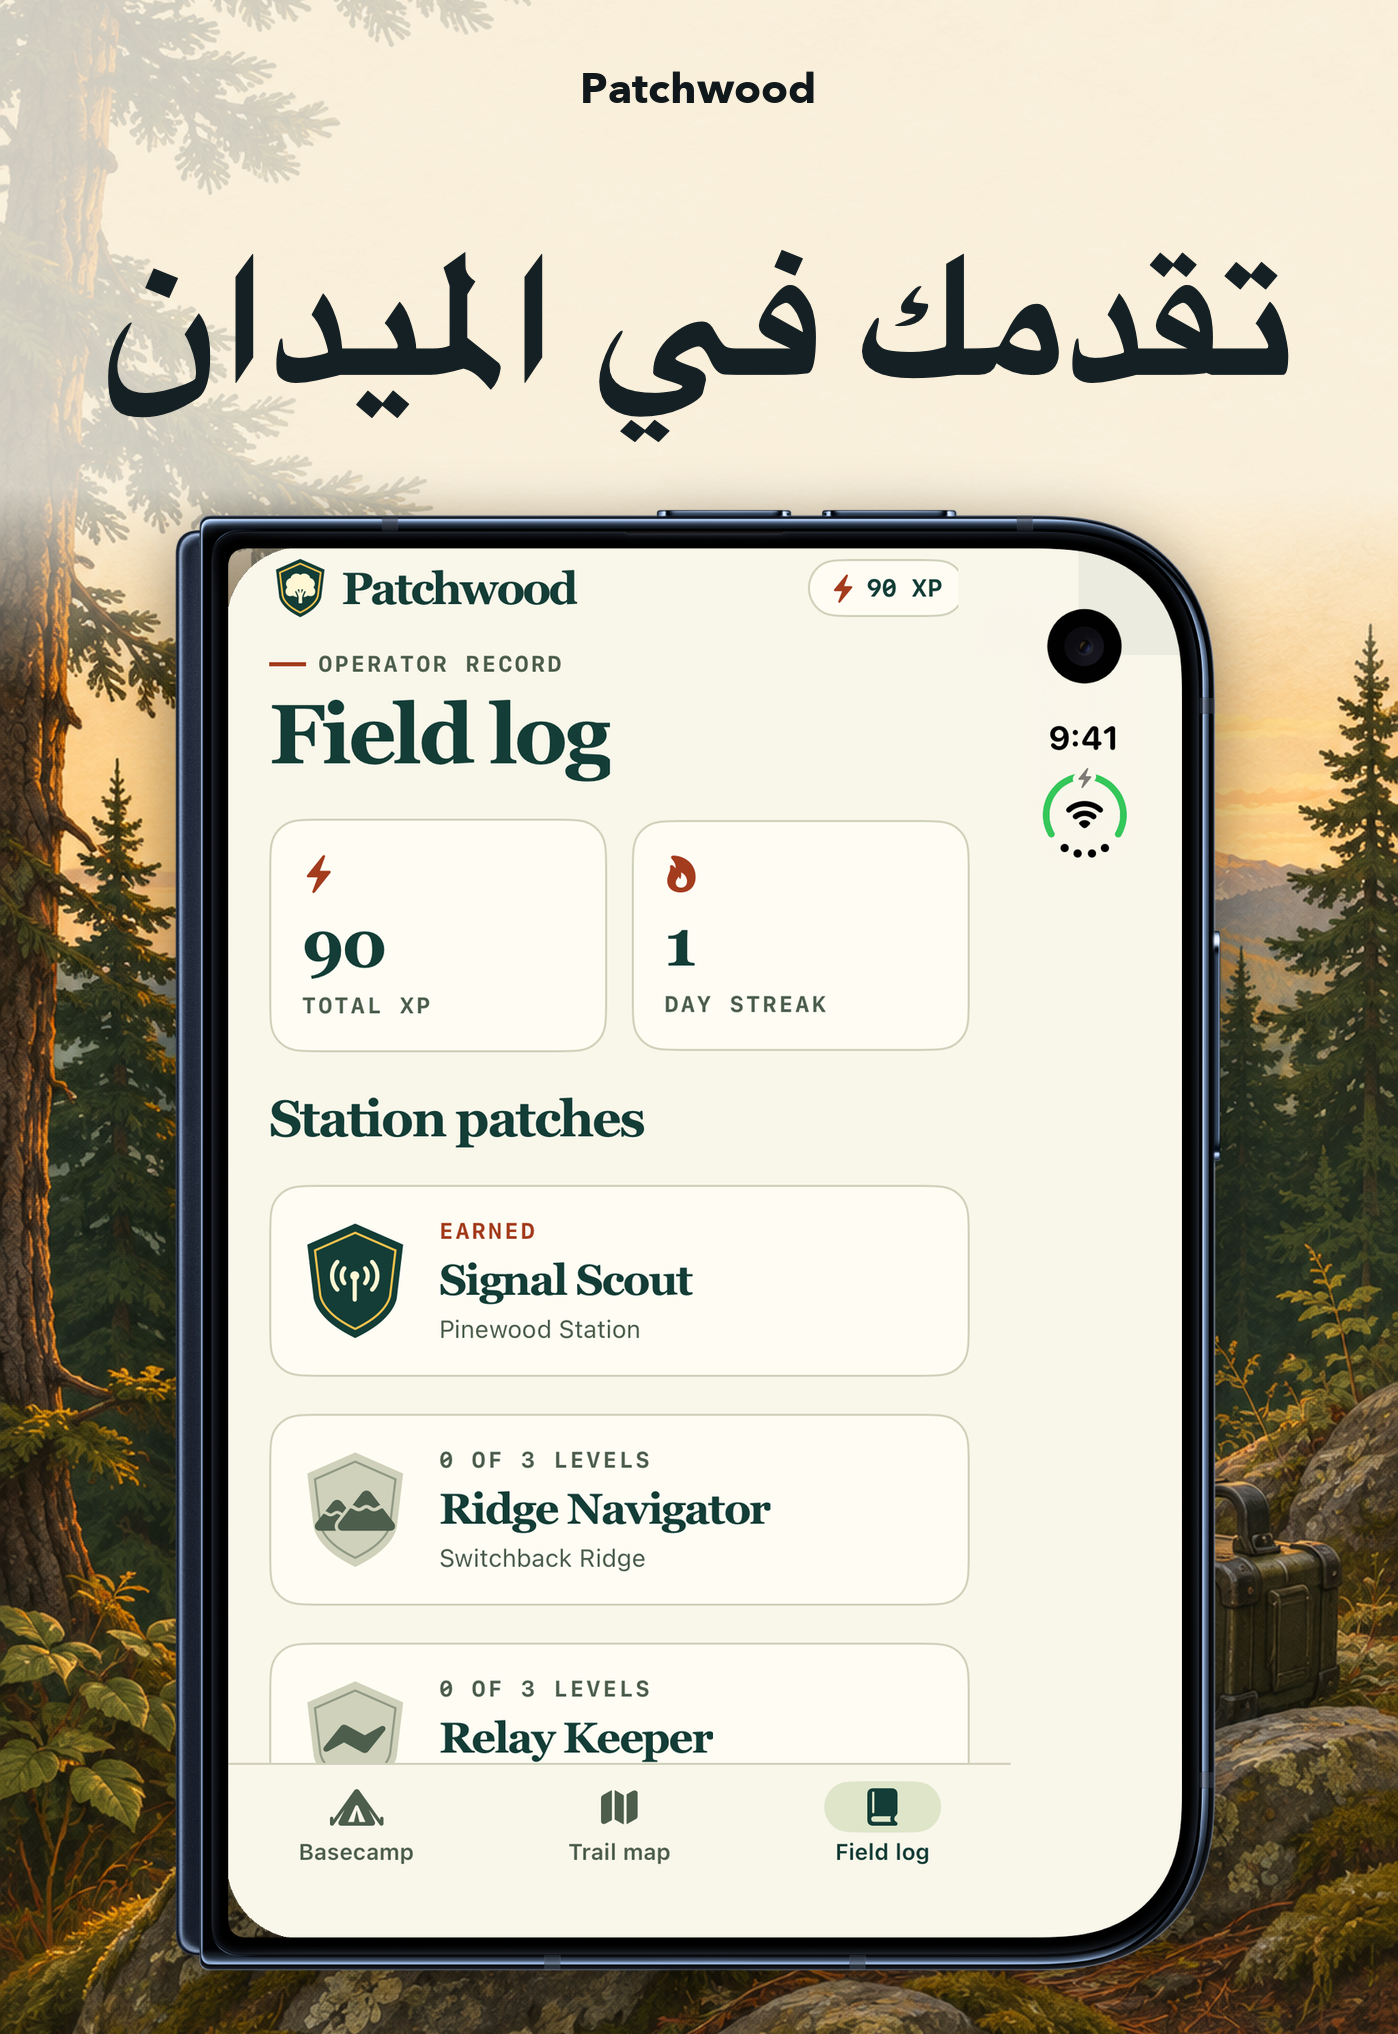 Patchwood
تقدمك في الميدان
Patchwood
90 XP
OPERATOR RECORD
Field log
9:41
90
TOTAL XP
1
DAY STREAK
Station patches
EARNED
Signal Scout
Pinewood Station
0 OF 3 LEVELS
Ridge Navigator
Switchback Ridge
0 OF 3 LEVELS
Relay Keeper
Basecamp
Trail map
Field log